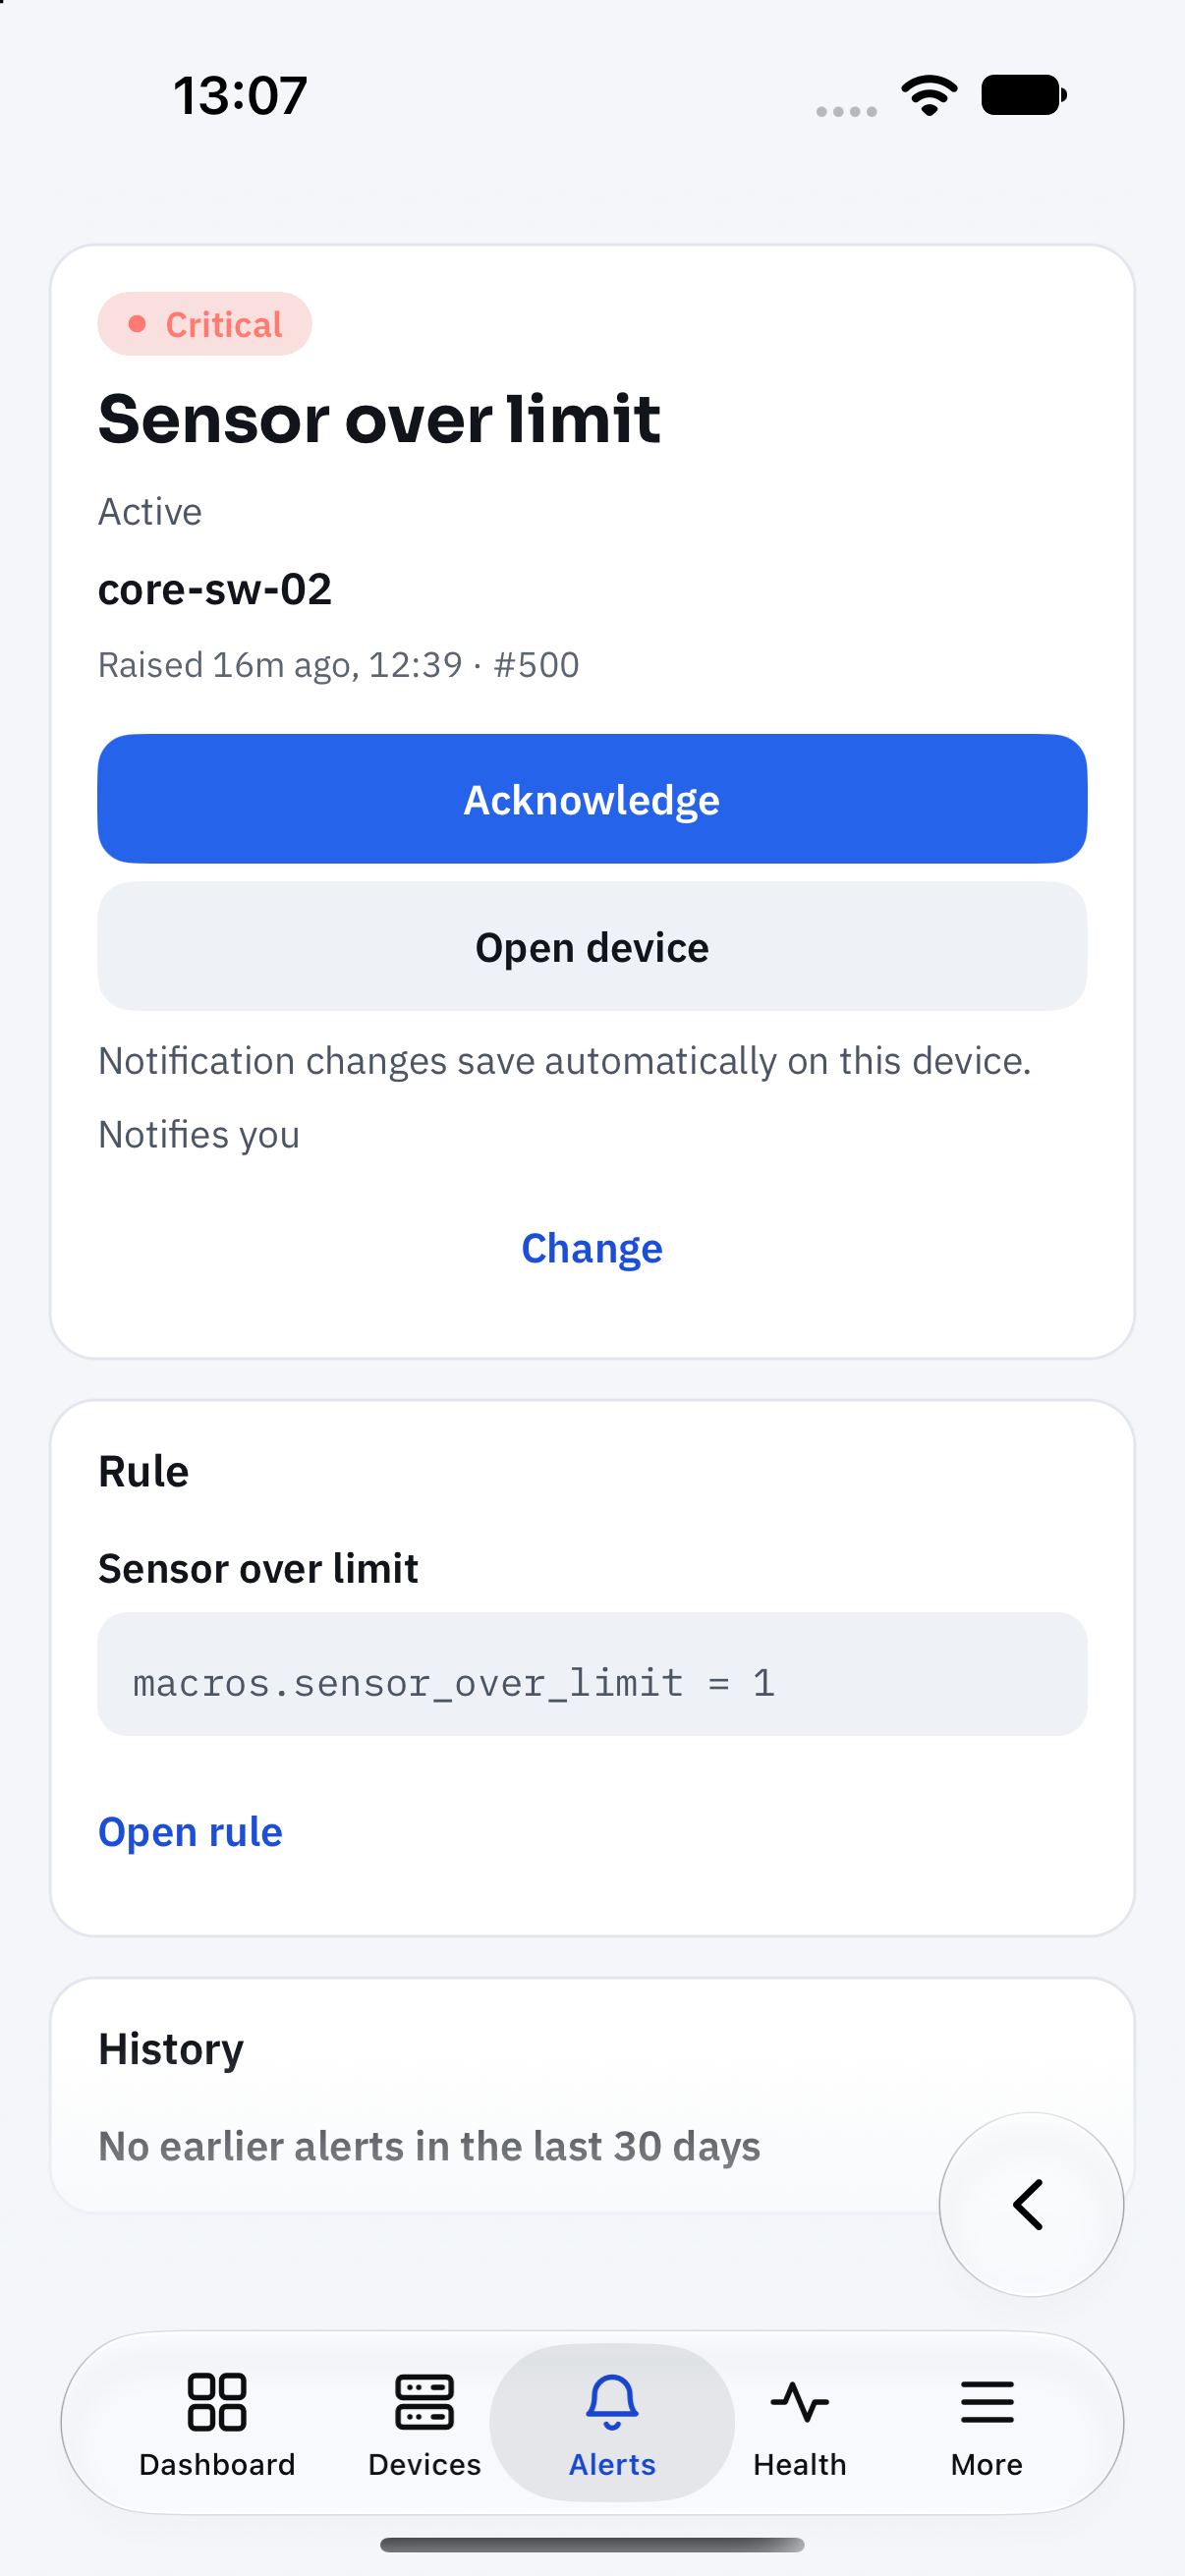 13:07
Critical
Sensor over limit
Active
core-sw-02
Raised 16m ago, 12:39 · #500
Acknowledge
Open device
Notification changes save automatically on this device.
Notifies you
Change
Rule
Sensor over limit
macros.sensor_over_limit = 1
Open rule
History
No earlier alerts in the last 30 days
Dashboard Devices Alerts Health More